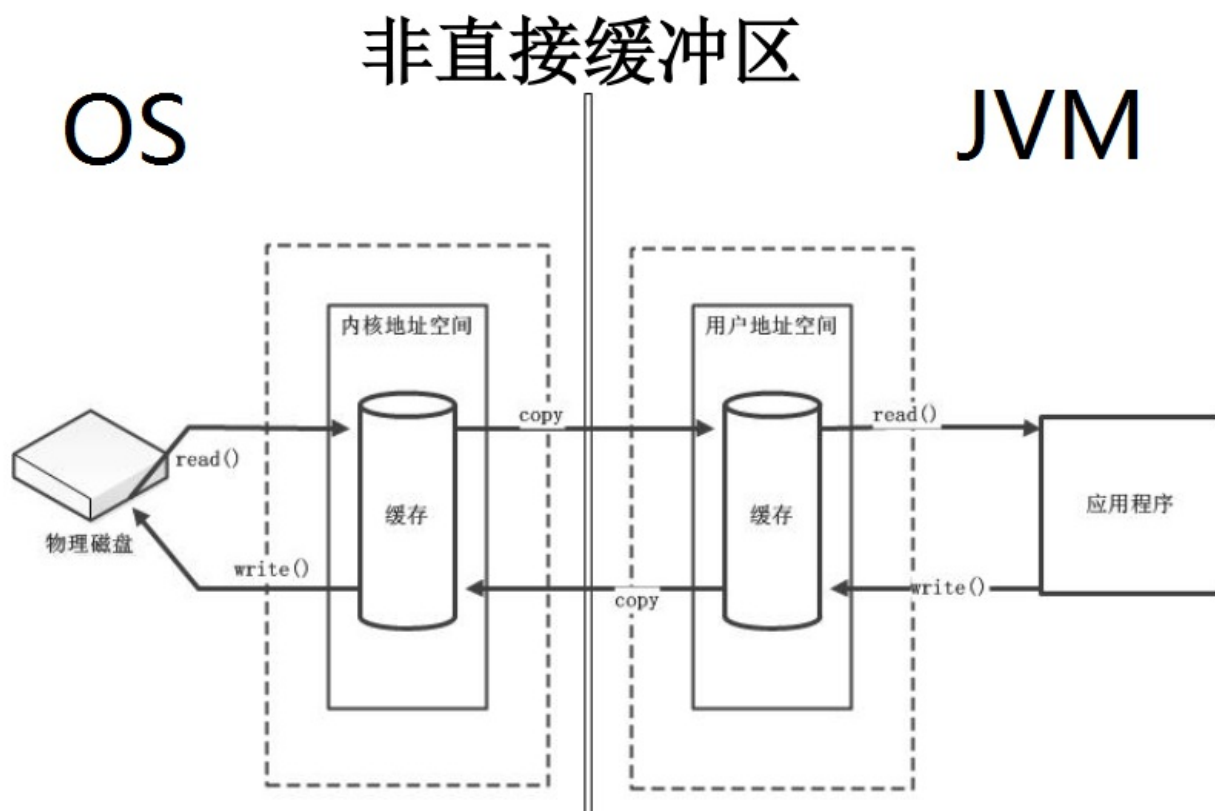 非直接缓冲区
OS
JVM
内核地址空间
用户地址空间
copy
read()
read()
缓存
缓存
应用程序
物理磁盘
write()
copy
write()